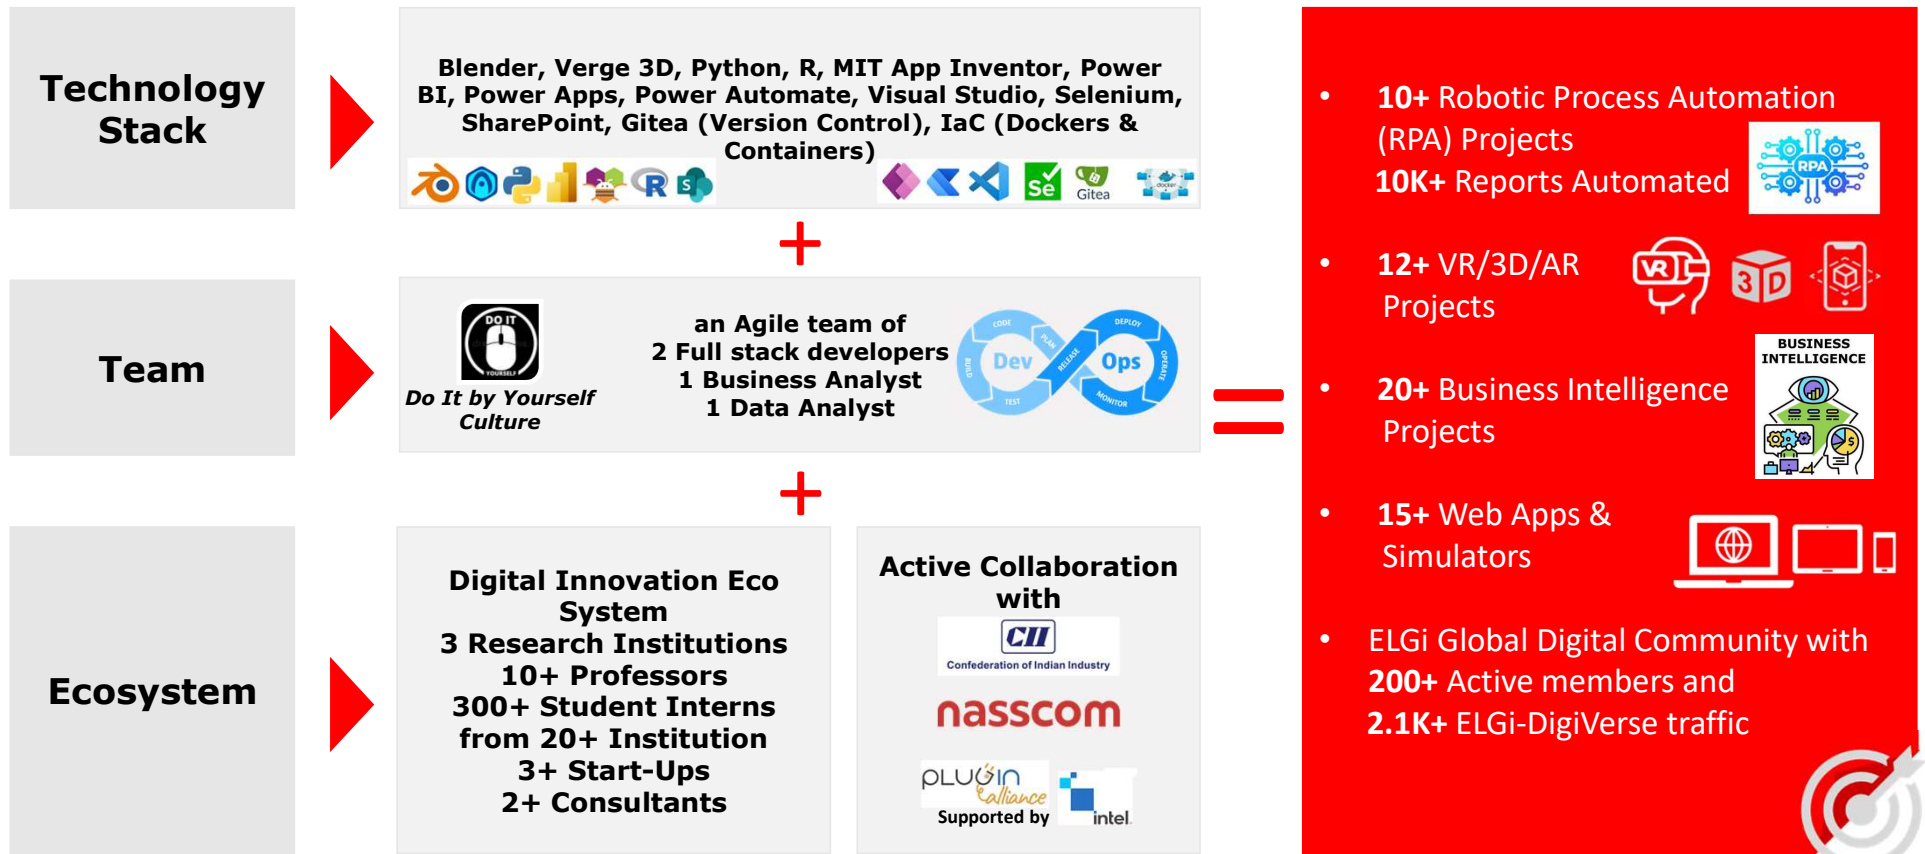 Technology
Stack
Blender, Verge 3D, Python, R, MIT App Inventor, Power
BI, Power Apps, Power Automate, Visual Studio, Selenium,
SharePoint, Gitea (Version Control), IaC (Dockers &
Containers)
R
S
Se
Gitea
docker
+
Team
DO IT
YOURSELF
Do It by Yourself
Culture
an Agile team of
2 Full stack developers
1 Business Analyst
1 Data Analyst
CODE
PLAN
BUILD
TEST
Dev
RELEASE
DEPLOY
OPERATE
MONITOR
Ops
+
Ecosystem
Digital Innovation Eco
System
3 Research Institutions
10+ Professors
300+ Student Interns
from 20+ Institution
3+ Start-Ups
2+ Consultants
Active Collaboration
with
CII
Confederation of Indian Industry
nasscom
PLUGIN
alliance
Supported by
intel.
=
• 10+ Robotic Process Automation
(RPA) Projects
10K+ Reports Automated
RPA
• 12+ VR/3D/AR
Projects
VR
3D
• 20+ Business Intelligence
Projects
BUSINESS
INTELLIGENCE
• 15+ Web Apps &
Simulators
• ELGi Global Digital Community with
200+ Active members and
2.1K+ ELGi-DigiVerse traffic